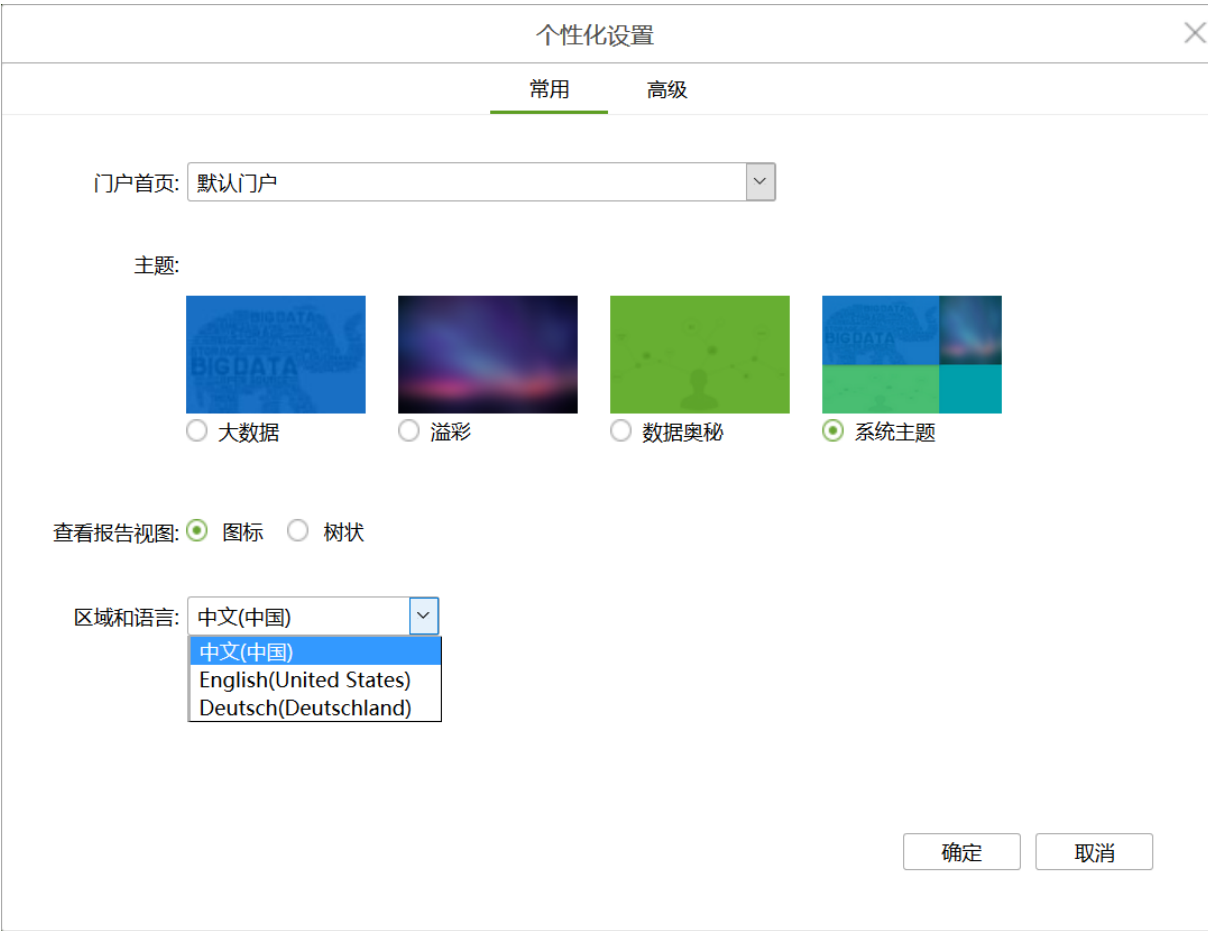 个性化设置
常用 高级
门户首页: 默认门户
主题:
BIGDATA
BIGDATA
BIGDATA
大数据 溢彩 数据奥秘 系统主题
查看报告视图: 图标 树状
区域和语言: 中文(中国)
中文(中国)
English(United States)
Deutsch(Deutschland)
确定 取消